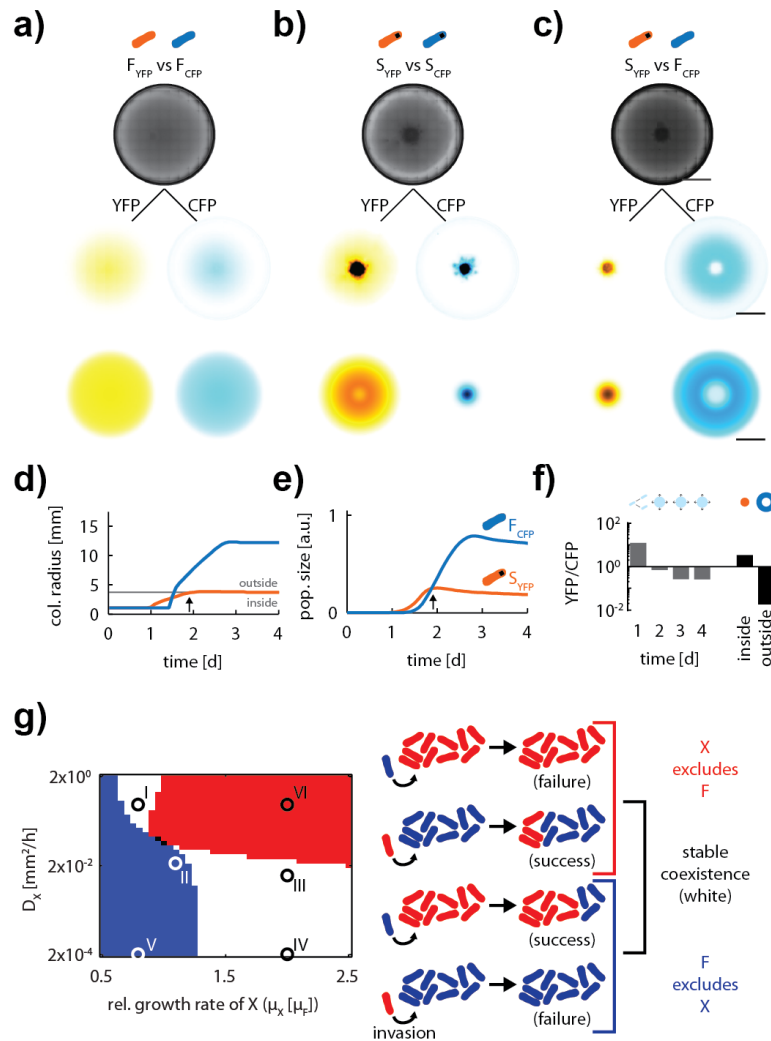 a)
b)
c)
F_YFP vs F_CFP
S_YFP vs S_CFP
S_YFP vs F_CFP
YFP
CFP
YFP
CFP
YFP
CFP
d)
col. radius [mm]
15
10
5
0
outside
inside
0 1 2 3 4
time [d]
e)
pop. size [a.u.]
1
0
F_CFP
S_YFP
0 1 2 3 4
time [d]
f)
YFP/CFP
10^2
10^0
10^-2
1 2 3 4
time [d]
inside
outside
g)
D_X [mm²/h]
2x10^0
2x10^-2
2x10^-4
I
VI
II
III
V
IV
0.5
1.5
2.5
rel. growth rate of X (μ_X [μ_F])
(failure)
(success)
(success)
(failure)
invasion
X
excludes
F
stable
coexistence
(white)
F
excludes
X